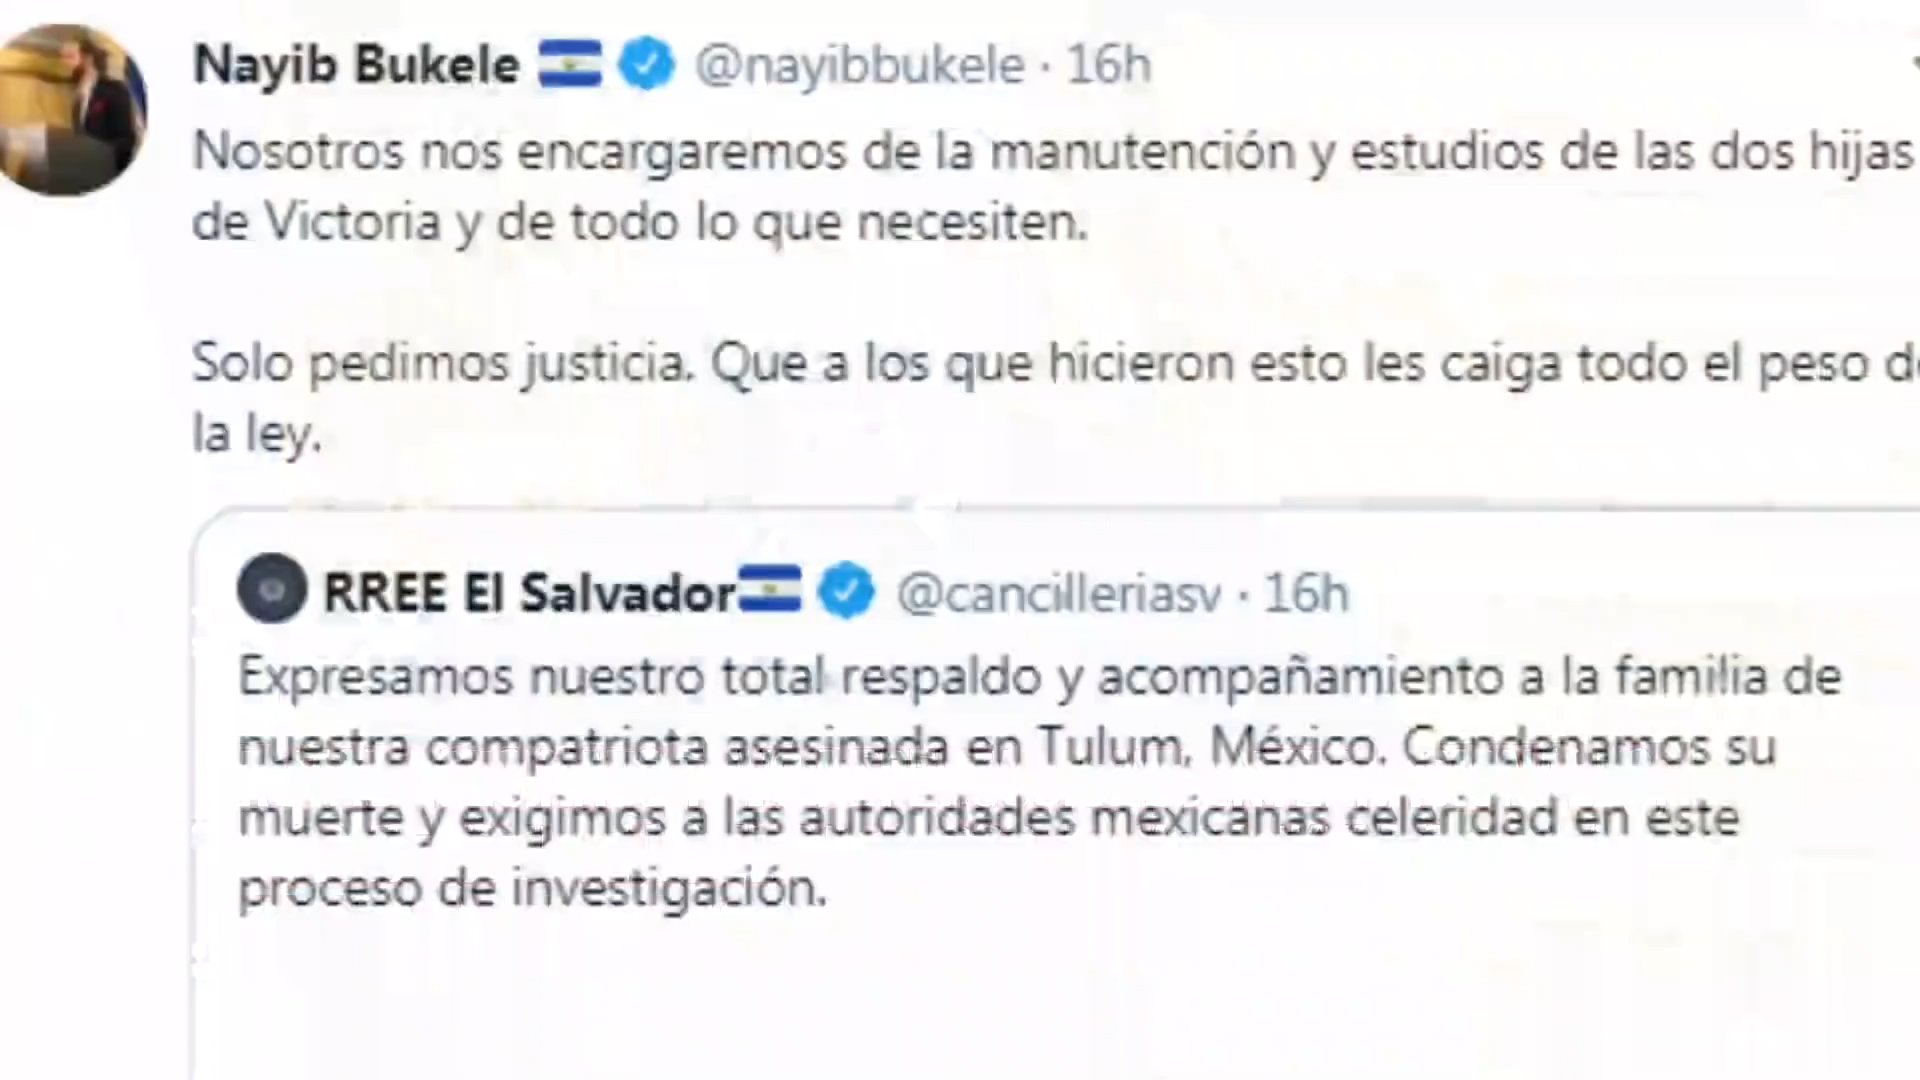 Nayib Bukele @nayibbukele · 16h
Nosotros nos encargaremos de la manutención y estudios de las dos hijas
de Victoria y de todo lo que necesiten.
Solo pedimos justicia. Que a los que hicieron esto les caiga todo el peso de
la ley.
RREE El Salvador @cancilleriasv · 16h
Expresamos nuestro total respaldo y acompañamiento a la familia de
nuestra compatriota asesinada en Tulum, México. Condenamos su
muerte y exigimos a las autoridades mexicanas celeridad en este
proceso de investigación.